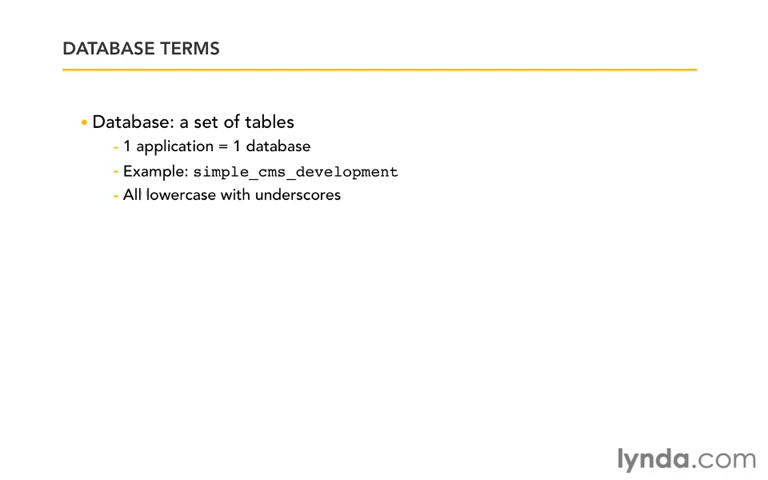 DATABASE TERMS
• Database: a set of tables
- 1 application = 1 database
- Example: simple_cms_development
- All lowercase with underscores
lynda.com